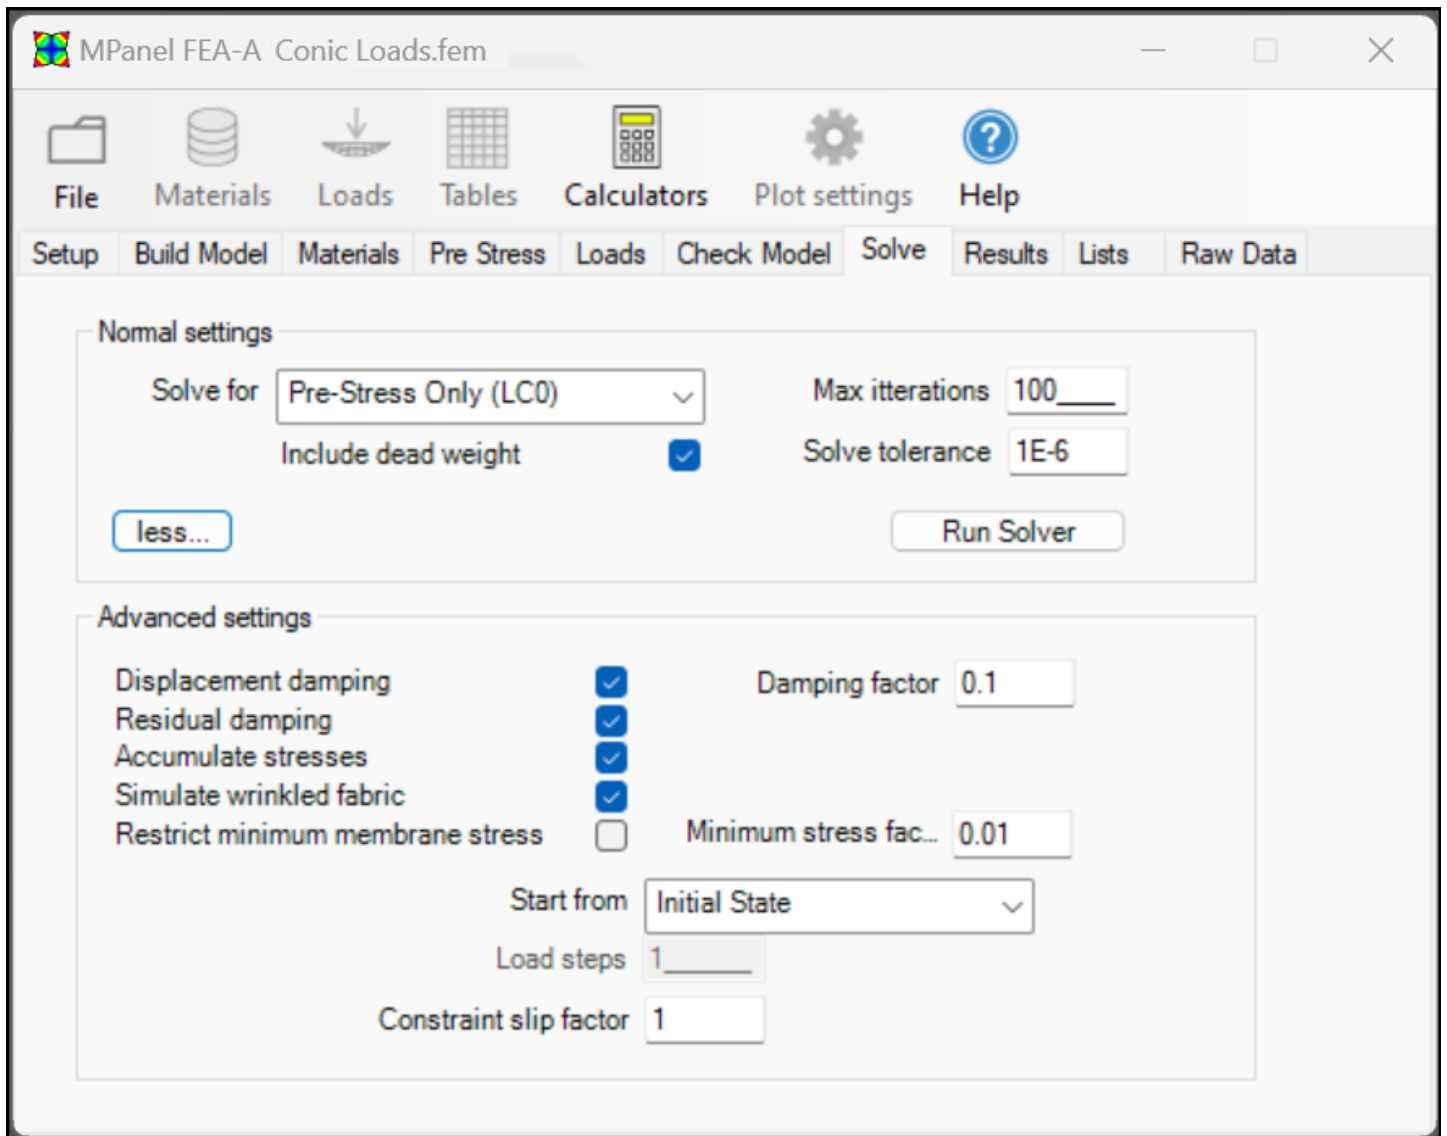 MPanel FEA-A Conic Loads.fem
File Materials Loads Tables Calculators Plot settings Help
Setup Build Model Materials Pre Stress Loads Check Model Solve Results Lists Raw Data
Normal settings
Solve for Pre-Stress Only (LC0) Max itterations 100____
Include dead weight Solve tolerance 1E-6
less... Run Solver
Advanced settings
Displacement damping Damping factor 0.1
Residual damping
Accumulate stresses
Simulate wrinkled fabric
Restrict minimum membrane stress Minimum stress fac... 0.01
Start from Initial State
Load steps 1______
Constraint slip factor 1